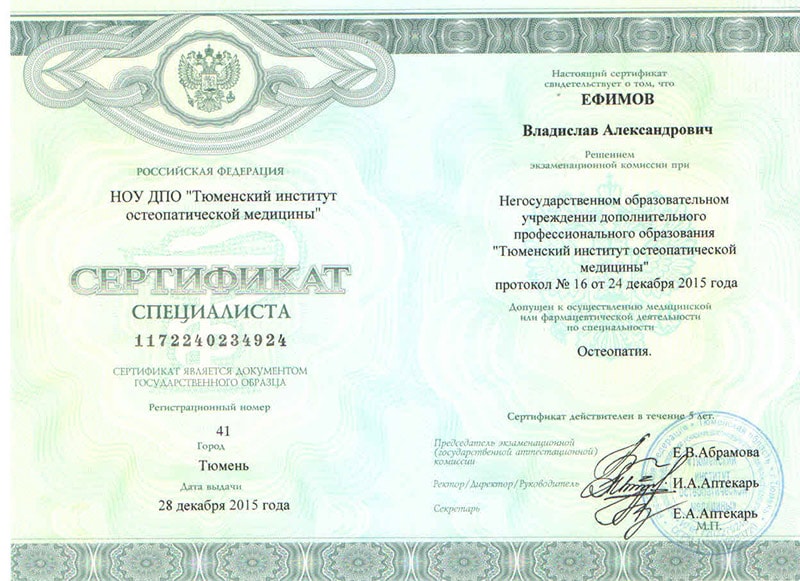 РОССИЙСКАЯ ФЕДЕРАЦИЯ
НОУ ДПО "Тюменский институт
остеопатической медицины"
СЕРТИФИКАТ
СПЕЦИАЛИСТА
1172240234924
СЕРТИФИКАТ ЯВЛЯЕТСЯ ДОКУМЕНТОМ
ГОСУДАРСТВЕННОГО ОБРАЗЦА
Регистрационный номер
41
Город
Тюмень
Дата выдачи
28 декабря 2015 года
Настоящий сертификат
свидетельствует о том, что
ЕФИМОВ
Владислав Александрович
Решением
экзаменационной комиссии при
Негосударственном образовательном
учреждении дополнительного
профессионального образования
"Тюменский институт остеопатической
медицины"
протокол № 16 от 24 декабря 2015 года
Допущен к осуществлению медицинской
или фармацевтической деятельности
по специальности
Остеопатия.
Сертификат действителен в течение 5 лет.
Председатель экзаменационной
(государственной аттестационной)
комиссии
Е.В.Абрамова
Ректор/Директор/Руководитель
И.А.Аптекарь
Секретарь
Е.А.Аптекарь
М.П.